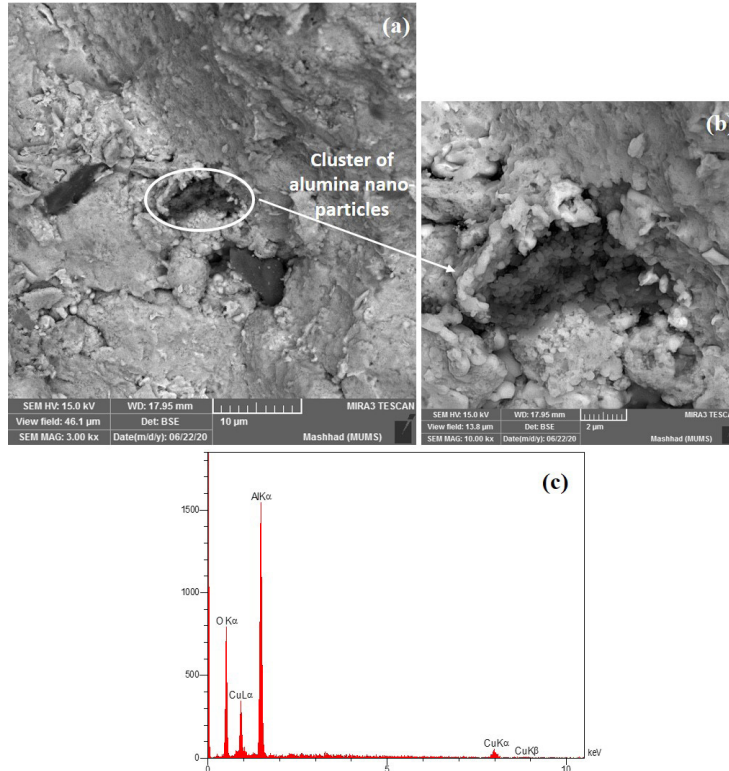 (a)
SEM HV: 15.0 kV WD: 17.95 mm MIRA3 TESCAN
View field: 46.1 µm Det: BSE 10 µm
SEM MAG: 3.00 kx Date(m/d/y): 06/22/20 Mashhad (MUMS)
Cluster of
alumina nano-
particles
(b)
SEM HV: 15.0 kV WD: 17.95 mm MIRA3 TESCAN
View field: 13.8 µm Det: BSE 2 µm
SEM MAG: 10.00 kx Date(m/d/y): 06/22/20 Mashhad (MUMS)
(c)
AlKα
1500
1000
O Kα
500
CuLα
CuKα
CuKβ
0
0 5 10 keV